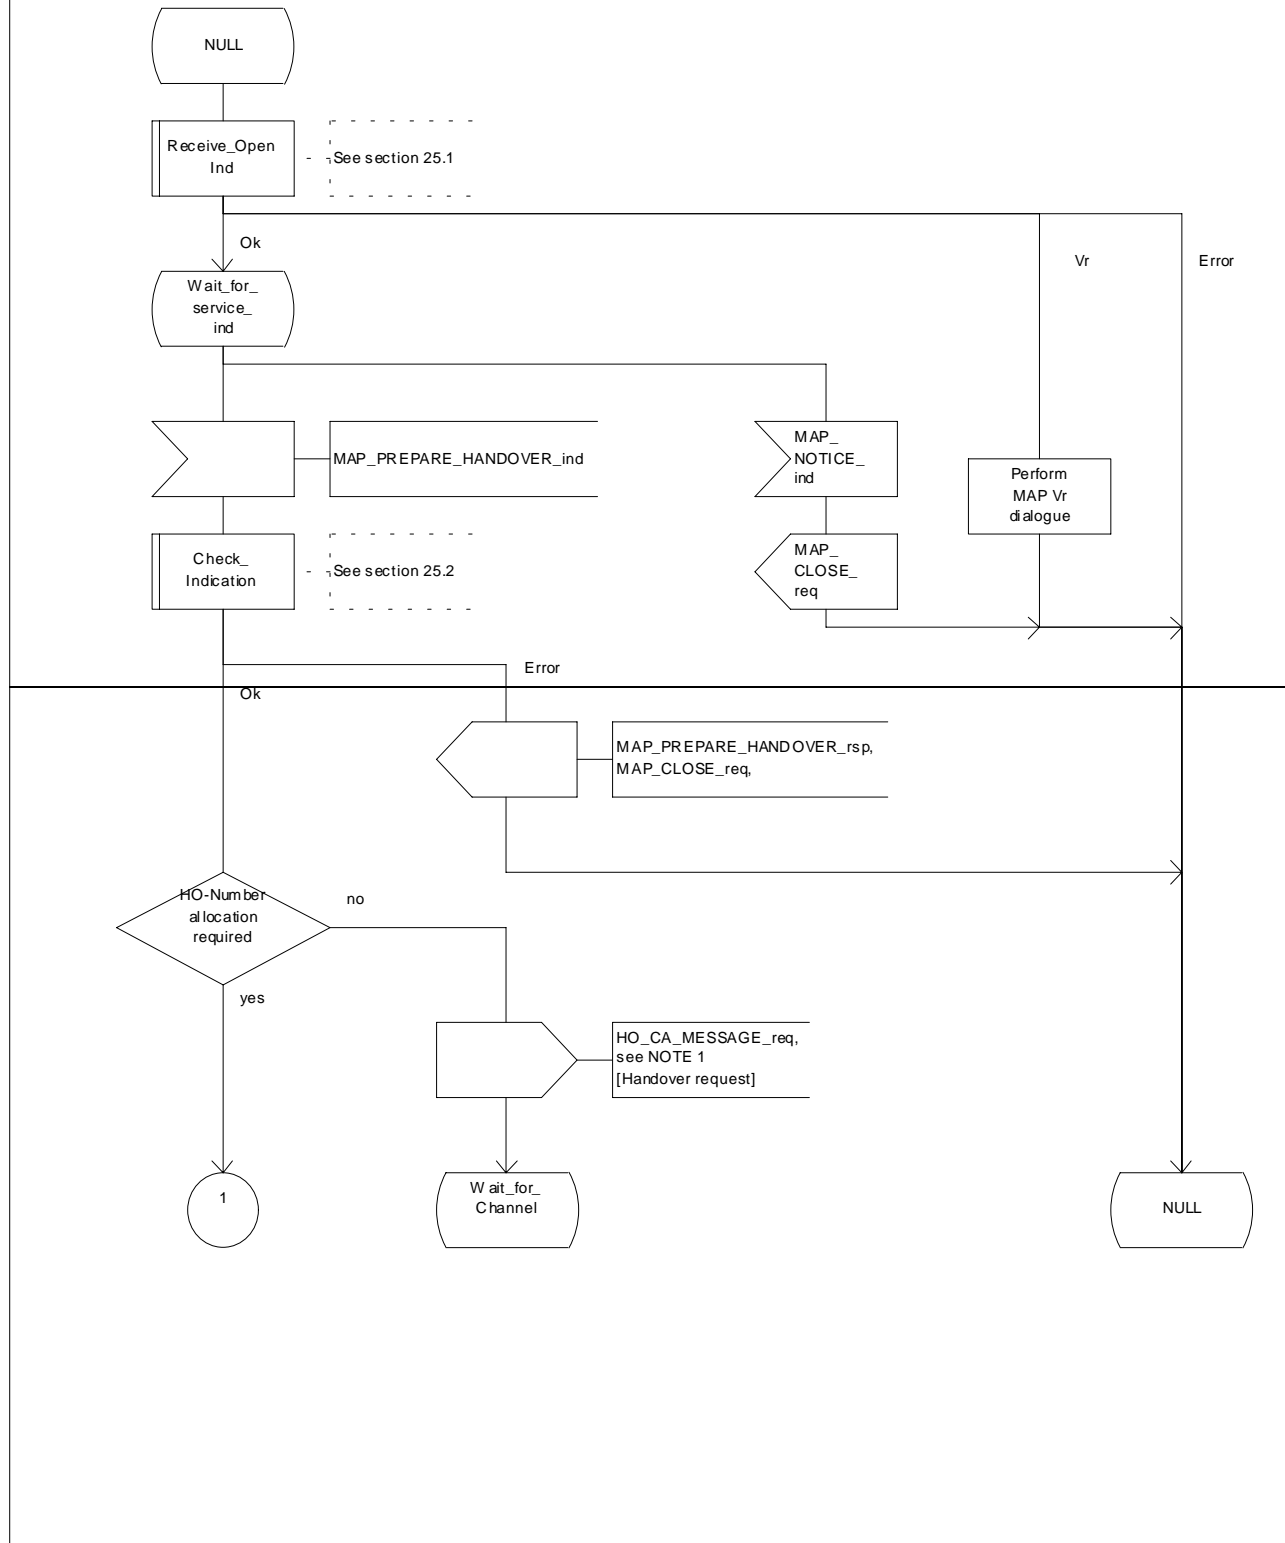 NULL
Receive_Open
Ind
See section 25.1
Ok
Vr
Error
Wait_for_
service_
ind
MAP_PREPARE_HANDOVER_ind
MAP_
NOTICE_
ind
Perform
MAP Vr
dialogue
Check_
Indication
See section 25.2
MAP_
CLOSE_
req
Error
Ok
MAP_PREPARE_HANDOVER_rsp,
MAP_CLOSE_req,
HO-Number
allocation
required
no
yes
HO_CA_MESSAGE_req,
see NOTE 1
[Handover request]
1
Wait_for_
Channel
NULL